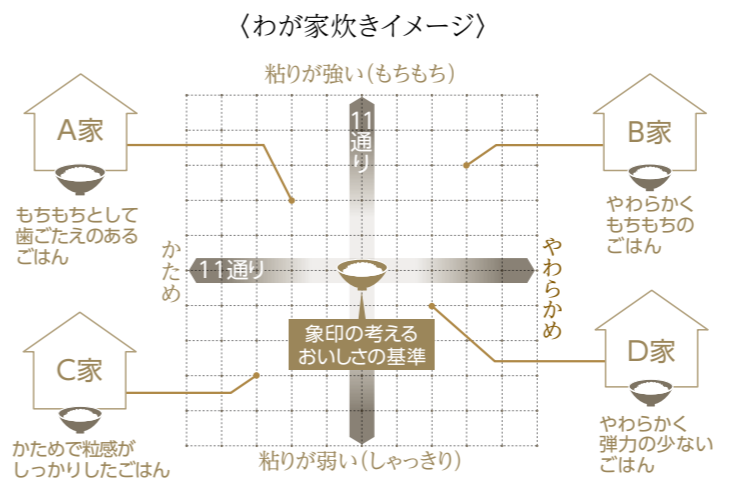 〈わが家炊きイメージ〉
粘りが強い(もちもち)
A家
もちもちとして
歯ごたえのある
ごはん
11通り
B家
やわらかく
もちもちの
ごはん
かため
11通り
やわらかめ
象印の考える
おいしさの基準
C家
かためで粒感が
しっかりしたごはん
D家
やわらかく
弾力の少ない
ごはん
粘りが弱い(しゃっきり)